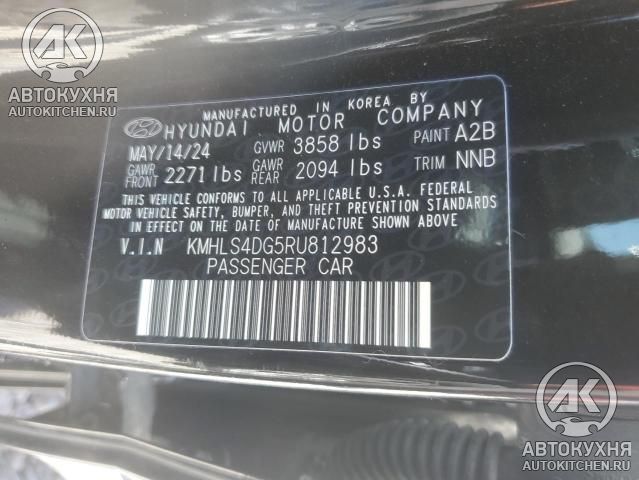 АВТОКУХНЯ
AUTOKITCHEN.RU
MANUFACTURED IN KOREA BY
HYUNDAI MOTOR COMPANY
MAY/14/24 GVWR 3858 lbs PAINT A2B
GAWR FRONT 2271 lbs GAWR REAR 2094 lbs TRIM NNB
THIS VEHICLE CONFORMS TO ALL APPLICABLE U.S.A. FEDERAL
MOTOR VEHICLE SAFETY, BUMPER, AND THEFT PREVENTION STANDARDS
IN EFFECT ON THE DATE OF MANUFACTURE SHOWN ABOVE.
V.I.N KMHLS4DG5RU812983
PASSENGER CAR
АВТОКУХНЯ
AUTOKITCHEN.RU